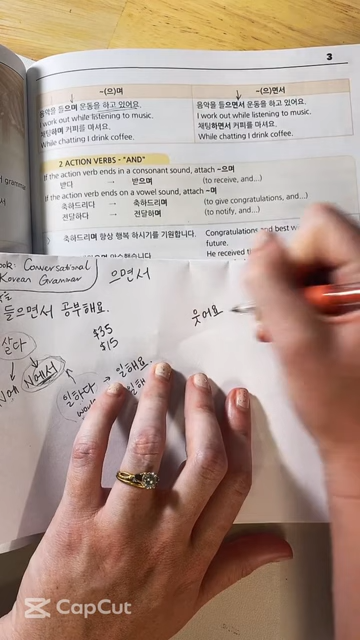 3
-(으)며 -(으)면서
음악을 들으며 운동을 하고 있어요. 음악을 들으면서 운동을 하고 있어요.
I work out while listening to music. I work out while listening to music.
채팅하며 커피를 마셔요. 채팅하면서 커피를 마셔요.
While chatting I drink coffee. While chatting I drink coffee.
2 ACTION VERBS - "AND"
If the action verb ends in a consonant sound, attach -으며
받다 → 받으며 (to receive, and...)
If the action verb ends on a vowel sound, attach -며
축하드리다 → 축하드리며 (to give congratulations, and...)
전달하다 → 전달하며 (to notify, and...)
축하드리며 항상 행복 하시기를 기원합니다. Congratulations and best w
future,
He received t
gramma
ook: Conversational
Korean Grammar
으면서
들으면서 공부해요.
웃어요
$35
$15
살다
에서
일하다 → 일해요
일해
CapCut